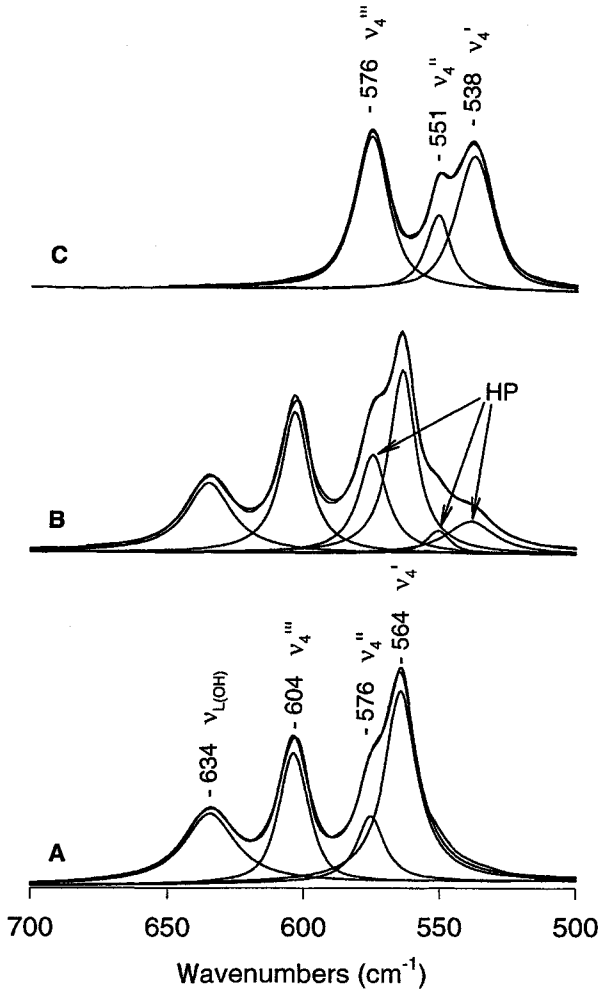 - 576 ν₄'''
- 551 ν₄''
- 538 ν₄'
C
HP
B
- 634 νL(OH)
- 604 ν₄'''
- 576 ν₄''
- 564 ν₄'
A
700 650 600 550 500
Wavenumbers (cm⁻¹)